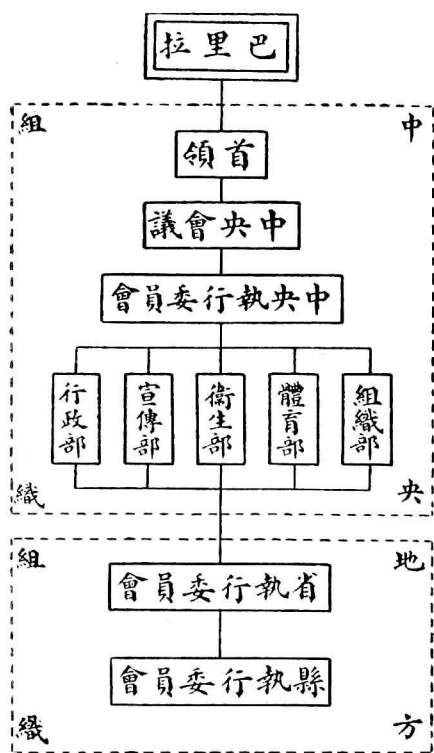 巴里拉
中央組織
首領
中央會議
中央執行委員會
組織部
體育部
衛生部
宣傳部
行政部
地方組織
省執行委員會
縣執行委員會